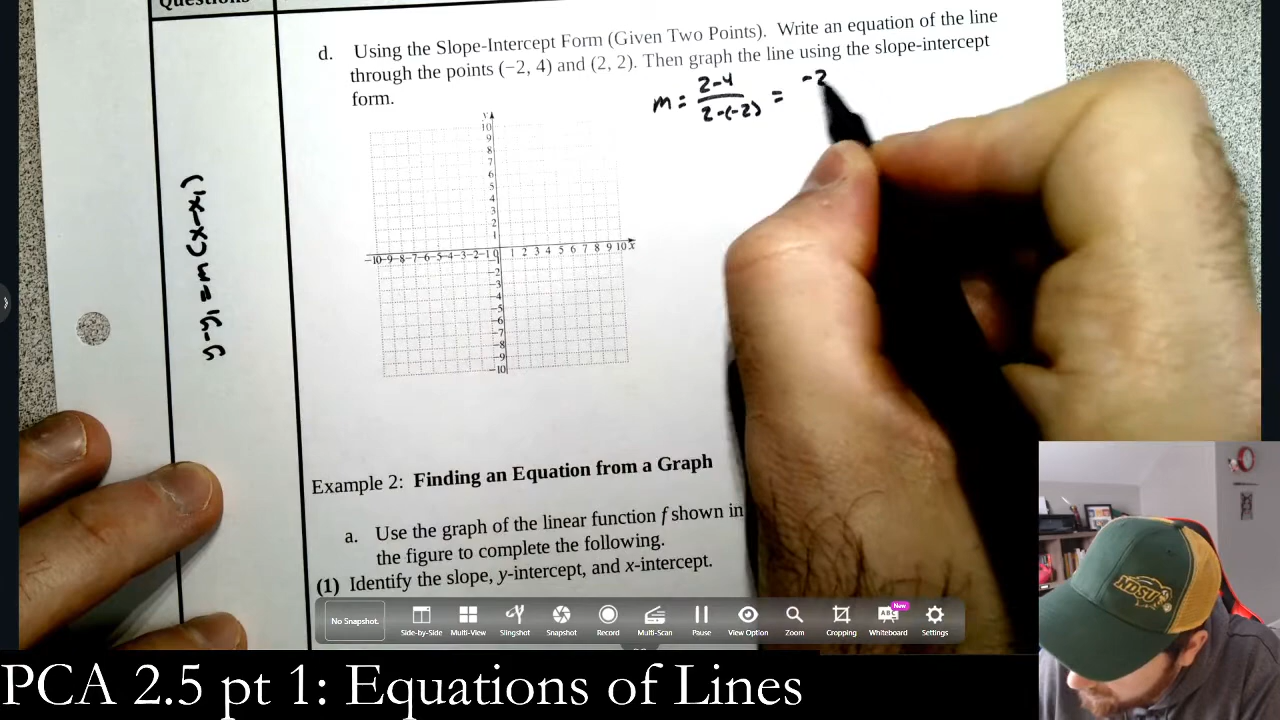 Questions
d. Using the Slope-Intercept Form (Given Two Points). Write an equation of the line
through the points (−2, 4) and (2, 2). Then graph the line using the slope-intercept
form.
m = 2-4 / 2-(-2) = -2
y
10
9
8
7
6
5
4
3
2
1
−10−9−8−7−6−5−4−3−2−1 0 1 2 3 4 5 6 7 8 9 10 x
−2
−3
−4
−5
−6
−7
−8
−9
−10
y-y1 = m(x-x1)
Example 2: Finding an Equation from a Graph
a. Use the graph of the linear function f shown in
the figure to complete the following.
(1) Identify the slope, y-intercept, and x-intercept.
No Snapshot.
Side-by-Side Multi-View Slingshot Snapshot Record Multi-Scan Pause View Option Zoom Cropping Whiteboard Settings
ABC
New
NDSU
PCA 2.5 pt 1: Equations of Lines